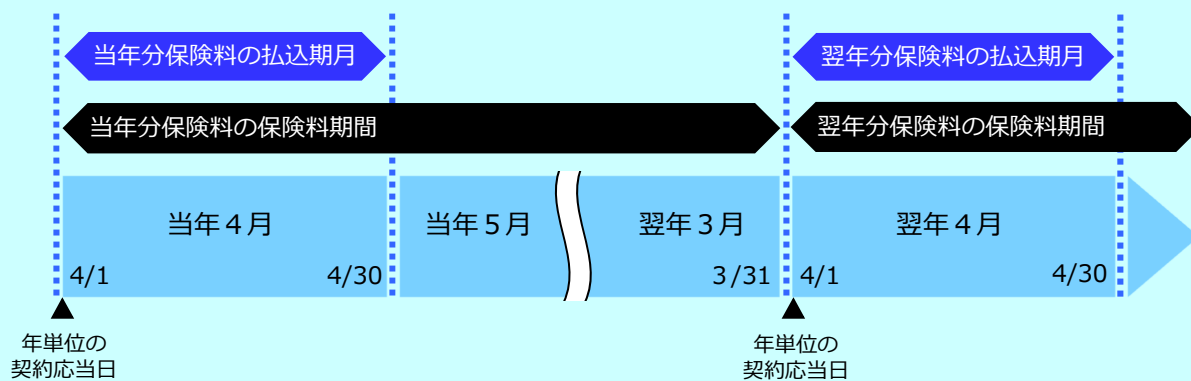 当年分保険料の払込期月
翌年分保険料の払込期月
当年分保険料の保険料期間
翌年分保険料の保険料期間
当年４月
当年５月
翌年３月
翌年４月
4/1
4/30
3/31
4/1
4/30
年単位の
契約応当日
年単位の
契約応当日